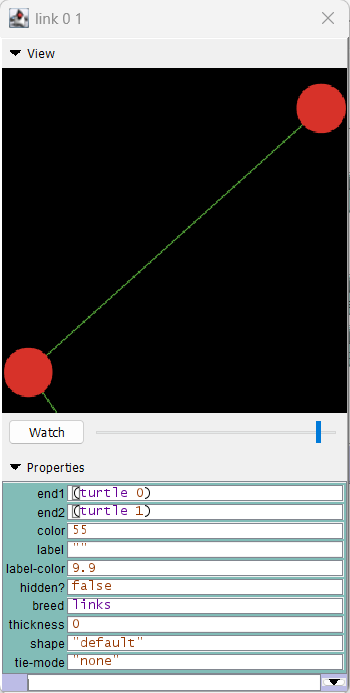 link 0 1
View
Watch
Properties
end1 (turtle 0)
end2 (turtle 1)
color 55
label ""
label-color 9.9
hidden? false
breed links
thickness 0
shape "default"
tie-mode "none"